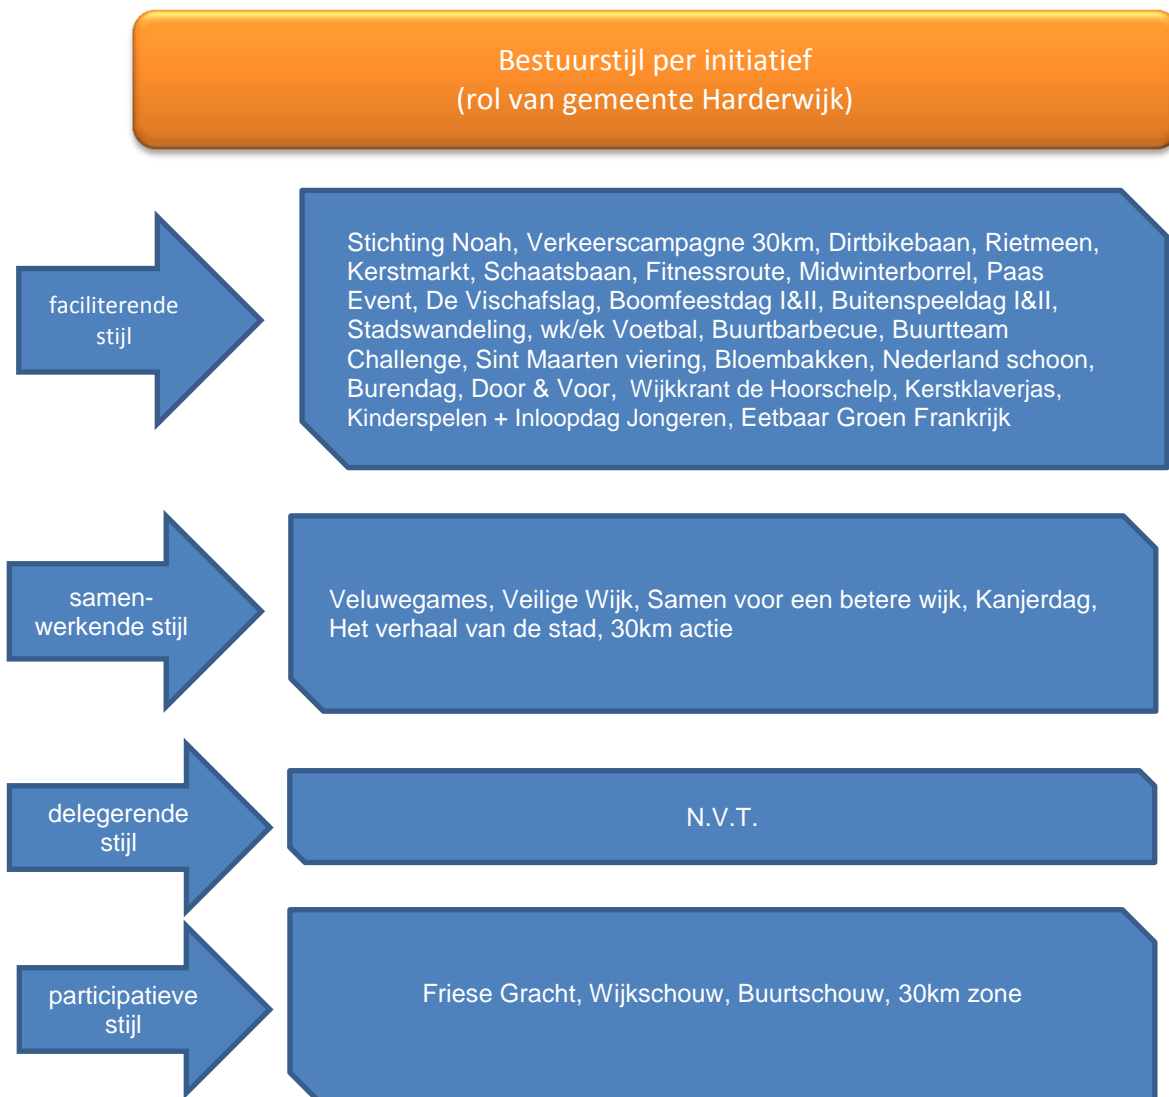 Bestuurstijl per initiatief
(rol van gemeente Harderwijk)
faciliterende
stijl
Stichting Noah, Verkeerscampagne 30km, Dirtbikebaan, Rietmeen,
Kerstmarkt, Schaatsbaan, Fitnessroute, Midwinterborrel, Paas
Event, De Vischafslag, Boomfeestdag I&II, Buitenspeeldag I&II,
Stadswandeling, wk/ek Voetbal, Buurtbarbecue, Buurtteam
Challenge, Sint Maarten viering, Bloembakken, Nederland schoon,
Burendag, Door & Voor, Wijkkrant de Hoorschelp, Kerstklaverjas,
Kinderspelen + Inloopdag Jongeren, Eetbaar Groen Frankrijk
samen-
werkende stijl
Veluwegames, Veilige Wijk, Samen voor een betere wijk, Kanjerdag,
Het verhaal van de stad, 30km actie
delegerende
stijl
N.V.T.
participatieve
stijl
Friese Gracht, Wijkschouw, Buurtschouw, 30km zone